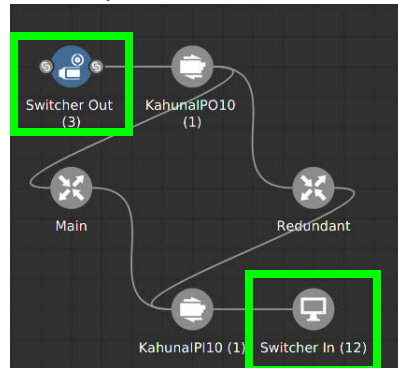 Switcher Out
(3)
KahunaIPO10
(1)
Main
Redundant
KahunaIPI10 (1)
Switcher In (12)